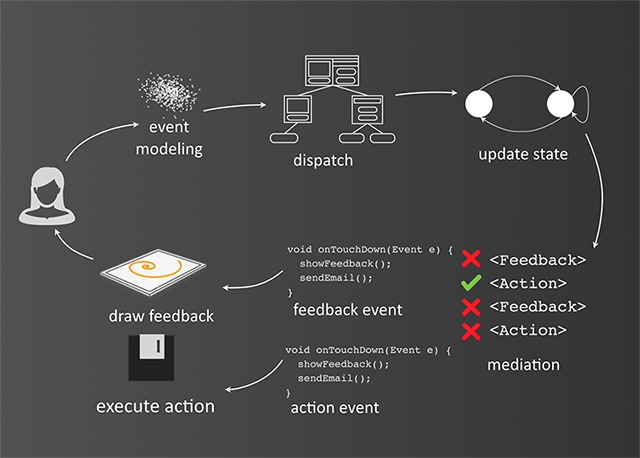 event
modeling
dispatch
update state
void onTouchDown(Event e) {
showFeedback();
sendEmail();
}
feedback event
<Feedback>
<Action>
<Feedback>
<Action>
mediation
draw feedback
void onTouchDown(Event e) {
showFeedback();
sendEmail();
}
action event
execute action